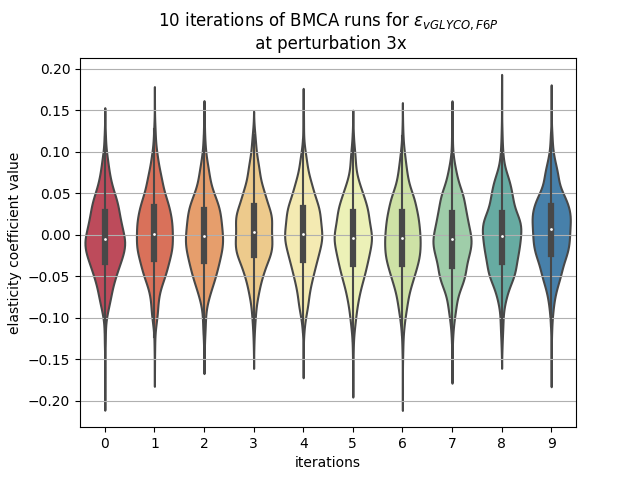 10 iterations of BMCA runs for εvGLYCO,F6P
at perturbation 3x
elasticity coefficient value
0.20
0.15
0.10
0.05
0.00
−0.05
−0.10
−0.15
−0.20
0 1 2 3 4 5 6 7 8 9
iterations